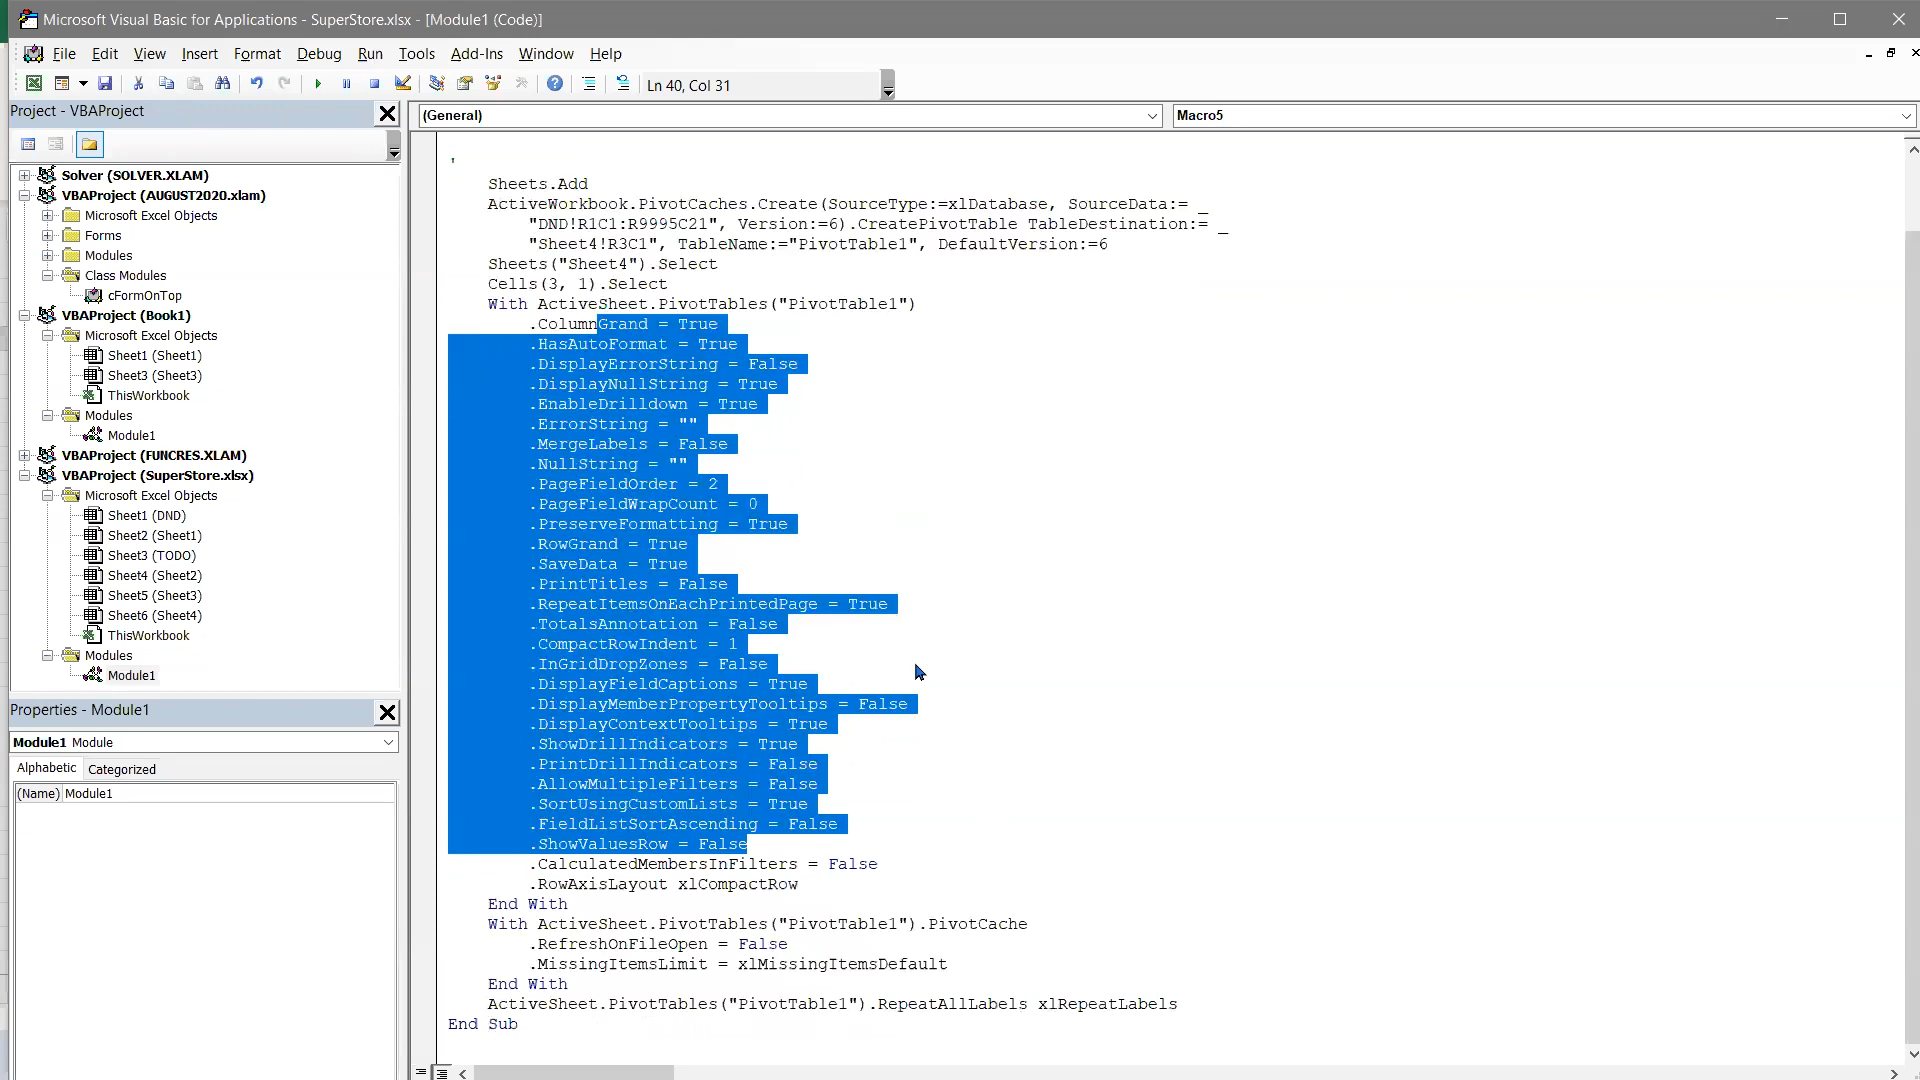 Microsoft Visual Basic for Applications - SuperStore.xlsx - [Module1 (Code)]
File Edit View Insert Format Debug Run Tools Add-Ins Window Help
Ln 40, Col 31
Project - VBAProject
(General)
Macro5
Solver (SOLVER.XLAM)
VBAProject (AUGUST2020.xlam)
Microsoft Excel Objects
Forms
Modules
Class Modules
cFormOnTop
VBAProject (Book1)
Microsoft Excel Objects
Sheet1 (Sheet1)
Sheet3 (Sheet3)
ThisWorkbook
Modules
Module1
VBAProject (FUNCRES.XLAM)
VBAProject (SuperStore.xlsx)
Microsoft Excel Objects
Sheet1 (DND)
Sheet2 (Sheet1)
Sheet3 (TODO)
Sheet4 (Sheet2)
Sheet5 (Sheet3)
Sheet6 (Sheet4)
ThisWorkbook
Modules
Module1
Properties - Module1
Module1 Module
Alphabetic Categorized
(Name) Module1
'
Sheets.Add
ActiveWorkbook.PivotCaches.Create(SourceType:=xlDatabase, SourceData:= _
"DND!R1C1:R9995C21", Version:=6).CreatePivotTable TableDestination:= _
"Sheet4!R3C1", TableName:="PivotTable1", DefaultVersion:=6
Sheets("Sheet4").Select
Cells(3, 1).Select
With ActiveSheet.PivotTables("PivotTable1")
.ColumnGrand = True
.HasAutoFormat = True
.DisplayErrorString = False
.DisplayNullString = True
.EnableDrilldown = True
.ErrorString = ""
.MergeLabels = False
.NullString = ""
.PageFieldOrder = 2
.PageFieldWrapCount = 0
.PreserveFormatting = True
.RowGrand = True
.SaveData = True
.PrintTitles = False
.RepeatItemsOnEachPrintedPage = True
.TotalsAnnotation = False
.CompactRowIndent = 1
.InGridDropZones = False
.DisplayFieldCaptions = True
.DisplayMemberPropertyTooltips = False
.DisplayContextTooltips = True
.ShowDrillIndicators = True
.PrintDrillIndicators = False
.AllowMultipleFilters = False
.SortUsingCustomLists = True
.FieldListSortAscending = False
.ShowValuesRow = False
.CalculatedMembersInFilters = False
.RowAxisLayout xlCompactRow
End With
With ActiveSheet.PivotTables("PivotTable1").PivotCache
.RefreshOnFileOpen = False
.MissingItemsLimit = xlMissingItemsDefault
End With
ActiveSheet.PivotTables("PivotTable1").RepeatAllLabels xlRepeatLabels
End Sub